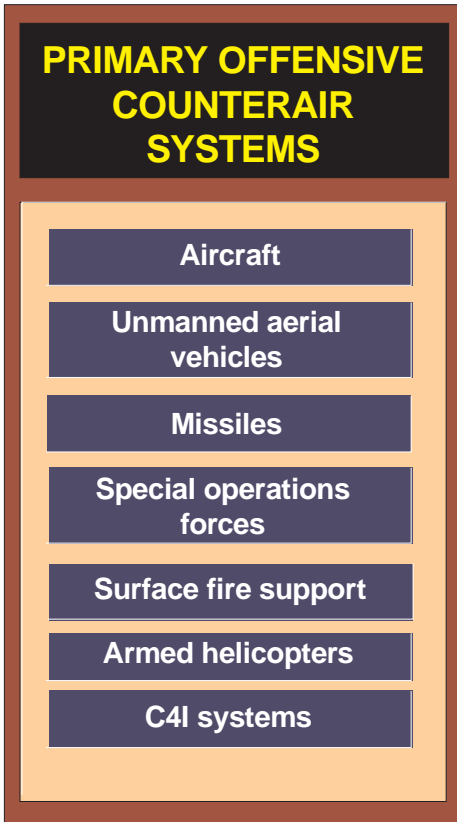 PRIMARY OFFENSIVE
COUNTERAIR
SYSTEMS
Aircraft
Unmanned aerial
vehicles
Missiles
Special operations
forces
Surface fire support
Armed helicopters
C4I systems